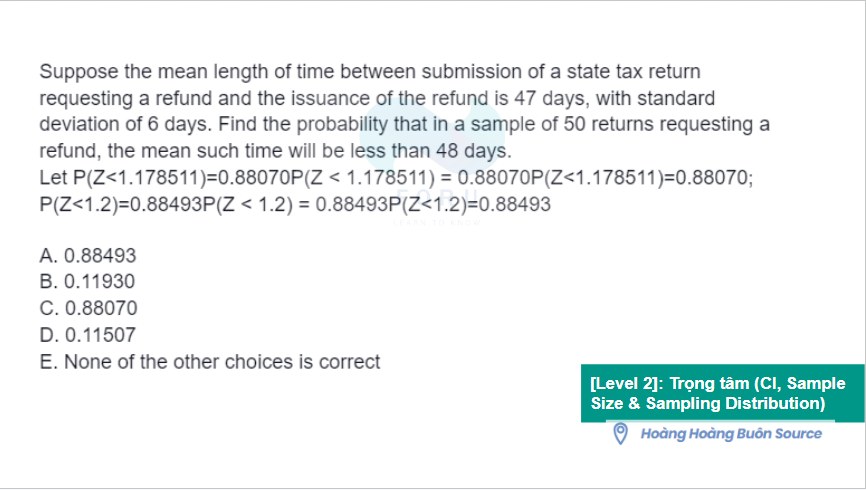 Suppose the mean length of time between submission of a state tax return
requesting a refund and the issuance of the refund is 47 days, with standard
deviation of 6 days. Find the probability that in a sample of 50 returns requesting a
refund, the mean such time will be less than 48 days.
Let P(Z<1.178511)=0.88070P(Z < 1.178511) = 0.88070P(Z<1.178511)=0.88070;
P(Z<1.2)=0.88493P(Z < 1.2) = 0.88493P(Z<1.2)=0.88493
A. 0.88493
B. 0.11930
C. 0.88070
D. 0.11507
E. None of the other choices is correct
[Level 2]: Trọng tâm (CI, Sample
Size & Sampling Distribution)
Hoàng Hoàng Buôn Source